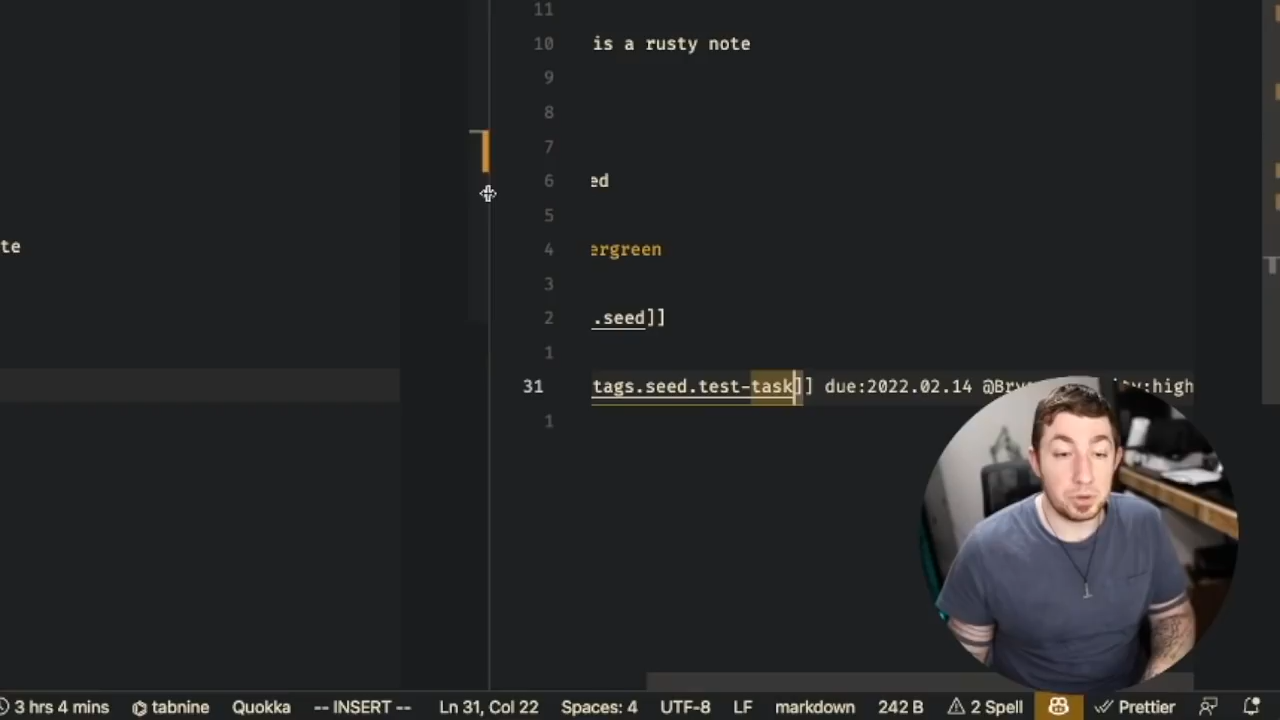 11
10 is a rusty note
9
8
7
6 ed
5
te
4 ergreen
3
2 .seed]]
1
31 tags.seed.test-task]] due:2022.02.14 @Bry ity:high
1
3 hrs 4 mins tabnine Quokka -- INSERT -- Ln 31, Col 22 Spaces: 4 UTF-8 LF markdown 242 B 2 Spell Prettier